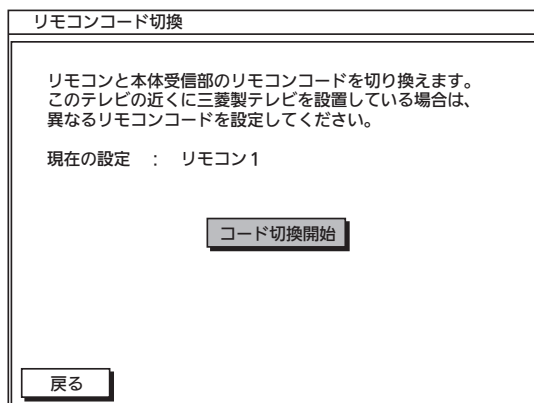 リモコンコード切換
リモコンと本体受信部のリモコンコードを切り換えます。
このテレビの近くに三菱製テレビを設置している場合は、
異なるリモコンコードを設定してください。
現在の設定　：　リモコン1
コード切換開始
戻る